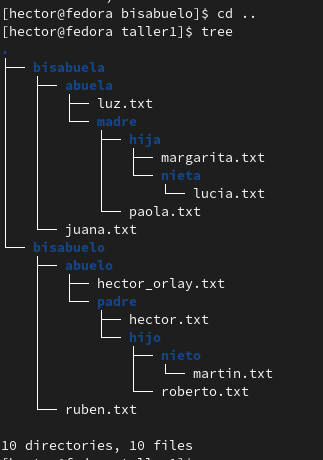 [hector@fedora bisabuelo]$ cd ..
[hector@fedora taller1]$ tree
.
├── bisabuela
│   ├── abuela
│   │   ├── luz.txt
│   │   └── madre
│   │       ├── hija
│   │       │   ├── margarita.txt
│   │       │   └── nieta
│   │       │       └── lucia.txt
│   │       └── paola.txt
│   └── juana.txt
└── bisabuelo
    ├── abuelo
    │   ├── hector_orlay.txt
    │   └── padre
    │       ├── hector.txt
    │       └── hijo
    │           ├── nieto
    │           │   └── martin.txt
    │           └── roberto.txt
    └── ruben.txt
10 directories, 10 files